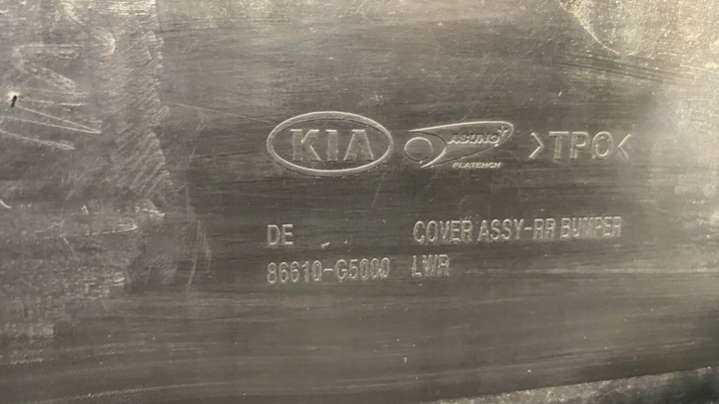 KIA >TPO<
DE COVER ASSY-RR BUMPER
86610-G5000 LWR